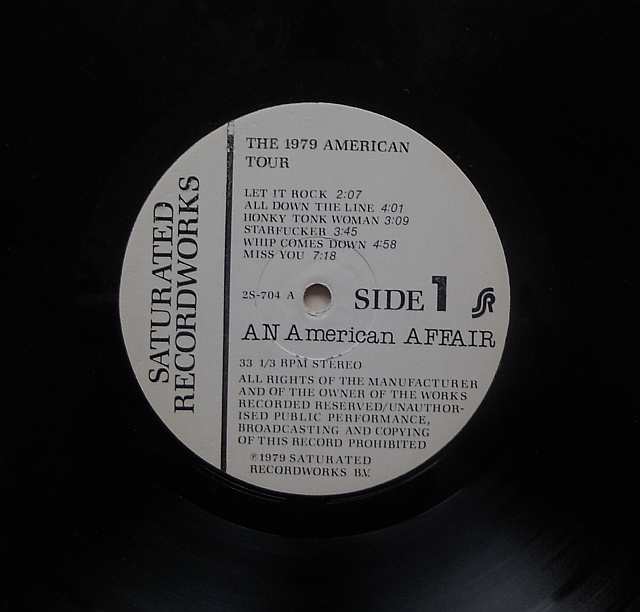 SATURATED
RECORDWORKS
THE 1979 AMERICAN
TOUR
LET IT ROCK 2:07
ALL DOWN THE LINE 4:01
HONKY TONK WOMAN 3:09
STARFUCKER 3:45
WHIP COMES DOWN 4:58
MISS YOU 7:18
2S-704 A
SIDE 1
SR
AN American AFFAIR
33 1/3 RPM STEREO
ALL RIGHTS OF THE MANUFACTURER
AND OF THE OWNER OF THE WORKS
RECORDED RESERVED/UNAUTHOR-
ISED PUBLIC PERFORMANCE,
BROADCASTING AND COPYING
OF THIS RECORD PROHIBITED
℗1979 SATURATED
RECORDWORKS B.V.